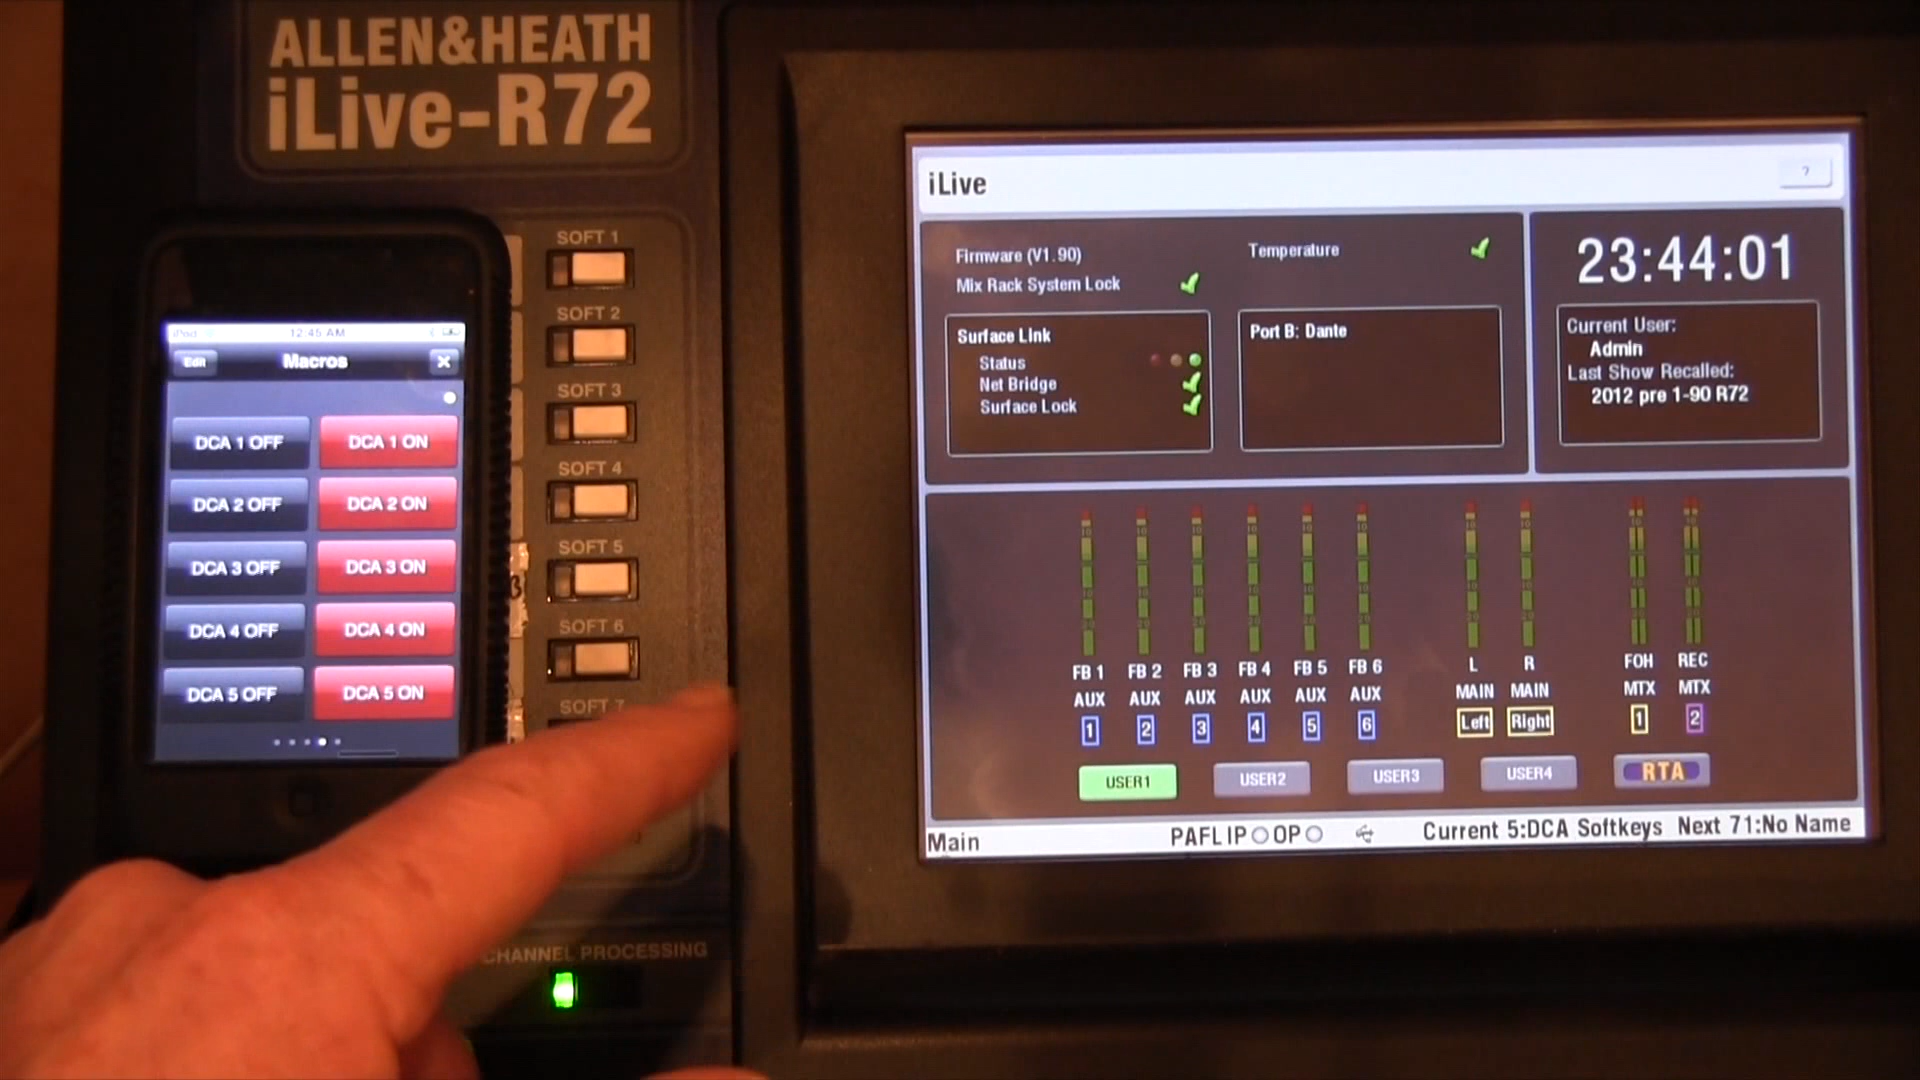 ALLEN&HEATH
iLive-R72
SOFT 1
SOFT 2
SOFT 3
SOFT 4
SOFT 5
SOFT 6
SOFT 7
CHANNEL PROCESSING
iPod
12:45 AM
Edit
Macros
DCA 1 OFF
DCA 1 ON
DCA 2 OFF
DCA 2 ON
DCA 3 OFF
DCA 3 ON
DCA 4 OFF
DCA 4 ON
DCA 5 OFF
DCA 5 ON
iLive
?
Firmware (V1.90)
Mix Rack System Lock
Temperature
Surface Link
Status
Net Bridge
Surface Lock
Port B: Dante
23:44:01
Current User:
Admin
Last Show Recalled:
2012 pre 1-90 R72
FB 1 FB 2 FB 3 FB 4 FB 5 FB 6 L R FOH REC
AUX AUX AUX AUX AUX AUX MAIN MAIN MTX MTX
1 2 3 4 5 6 Left Right 1 2
USER1 USER2 USER3 USER4 RTA
Main PAFL IP OP Current 5:DCA Softkeys Next 71:No Name